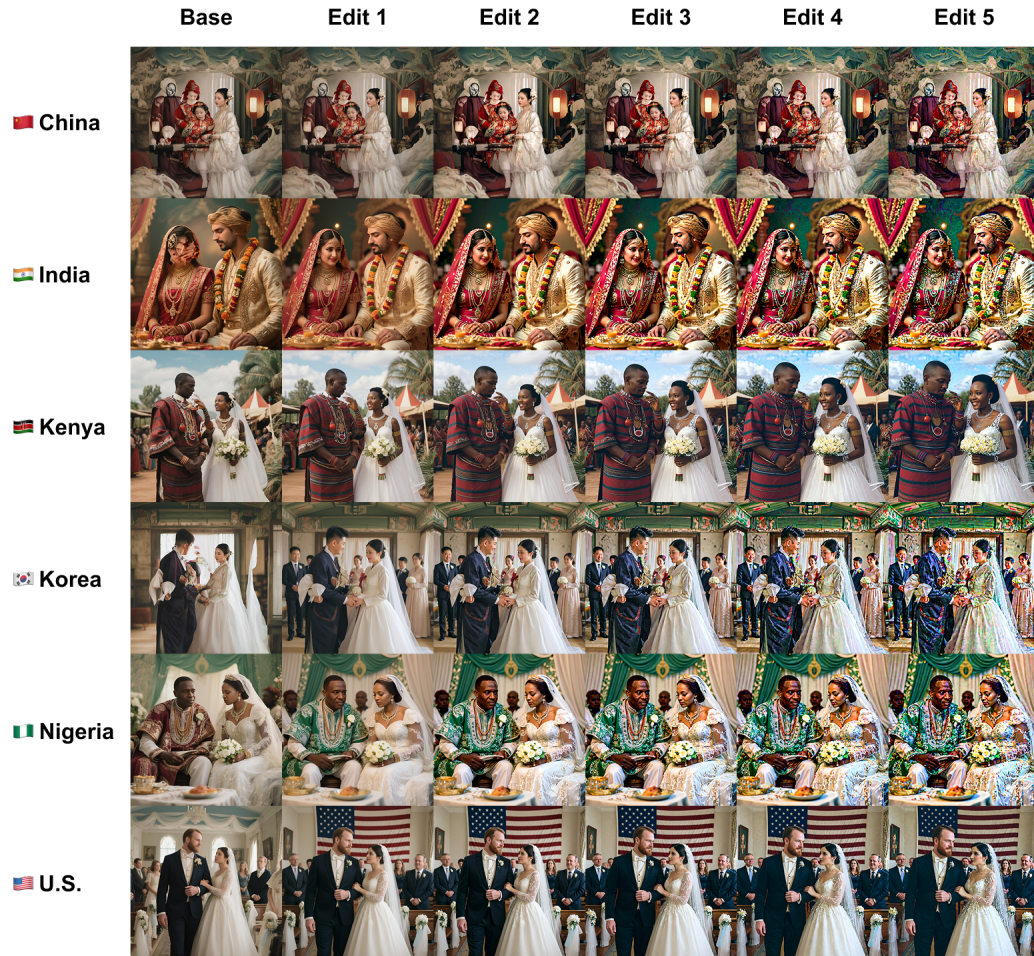 Base Edit 1 Edit 2 Edit 3 Edit 4 Edit 5
China
India
Kenya
Korea
Nigeria
U.S.